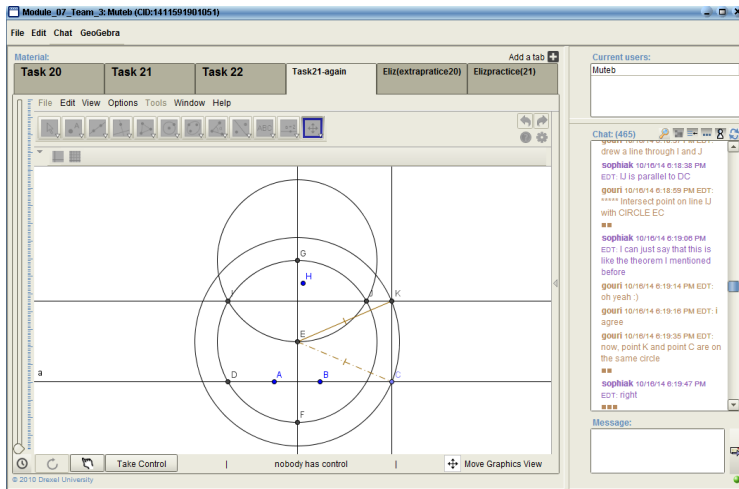 Module_07_Team_3: Muteb (CID:1411591901051)
File Edit Chat GeoGebra
Material:
Add a tab
Task 20 Task 21 Task 22 Task21-again Eliz(extrapratice20) Elizpractice(21)
File Edit View Options Tools Window Help
ABC
G
H
J K
E
a
D A B C
F
Take Control | nobody has control | Move Graphics View
© 2010 Drexel University
Current users:
Muteb
Chat: (465)
drew a line through I and J
sophiak 10/16/14 6:18:38 PM
EDT: IJ is parallel to DC
gouri 10/16/14 6:18:59 PM EDT:
***** Intersect point on line IJ
with CIRCLE EC
sophiak 10/16/14 6:19:06 PM
EDT: I can just say that this is
like the theorem I mentioned
before
gouri 10/16/14 6:19:14 PM EDT:
oh yeah :)
gouri 10/16/14 6:19:16 PM EDT: i
agree
gouri 10/16/14 6:19:35 PM EDT:
now, point K and point C are on
the same circle
sophiak 10/16/14 6:19:47 PM
EDT: right
Message: